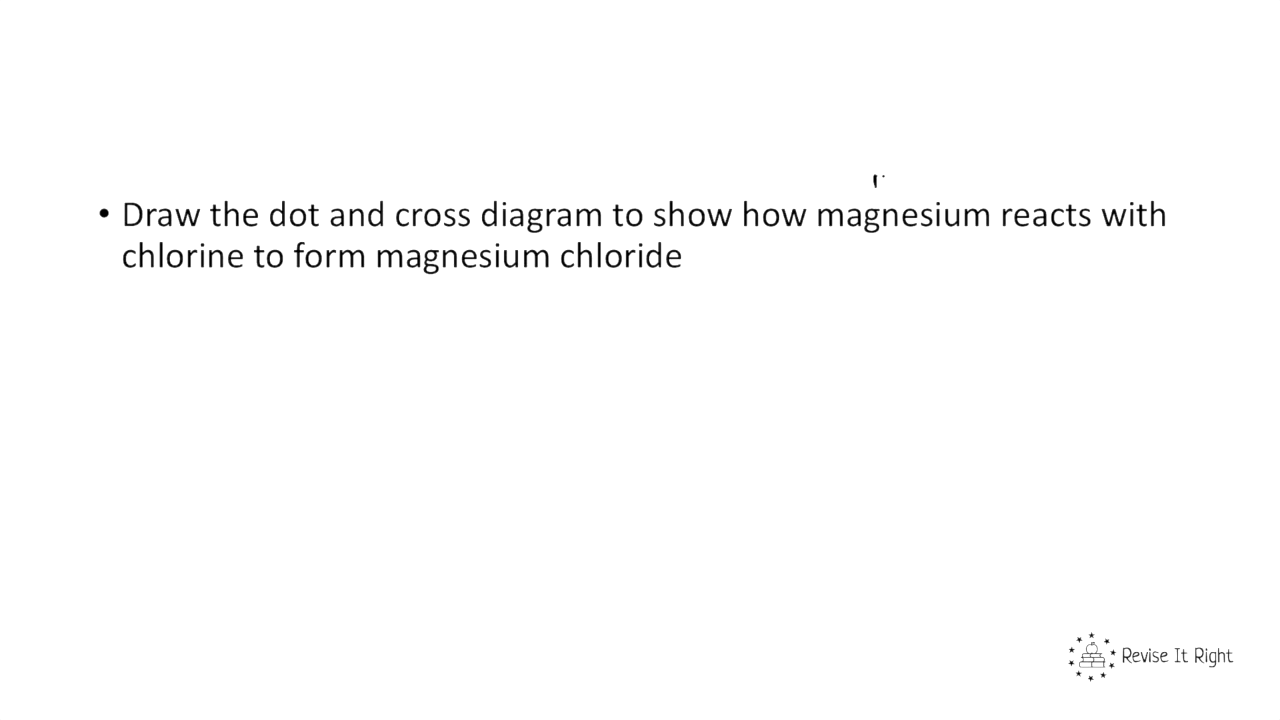 • Draw the dot and cross diagram to show how magnesium reacts with
chlorine to form magnesium chloride
Revise It Right